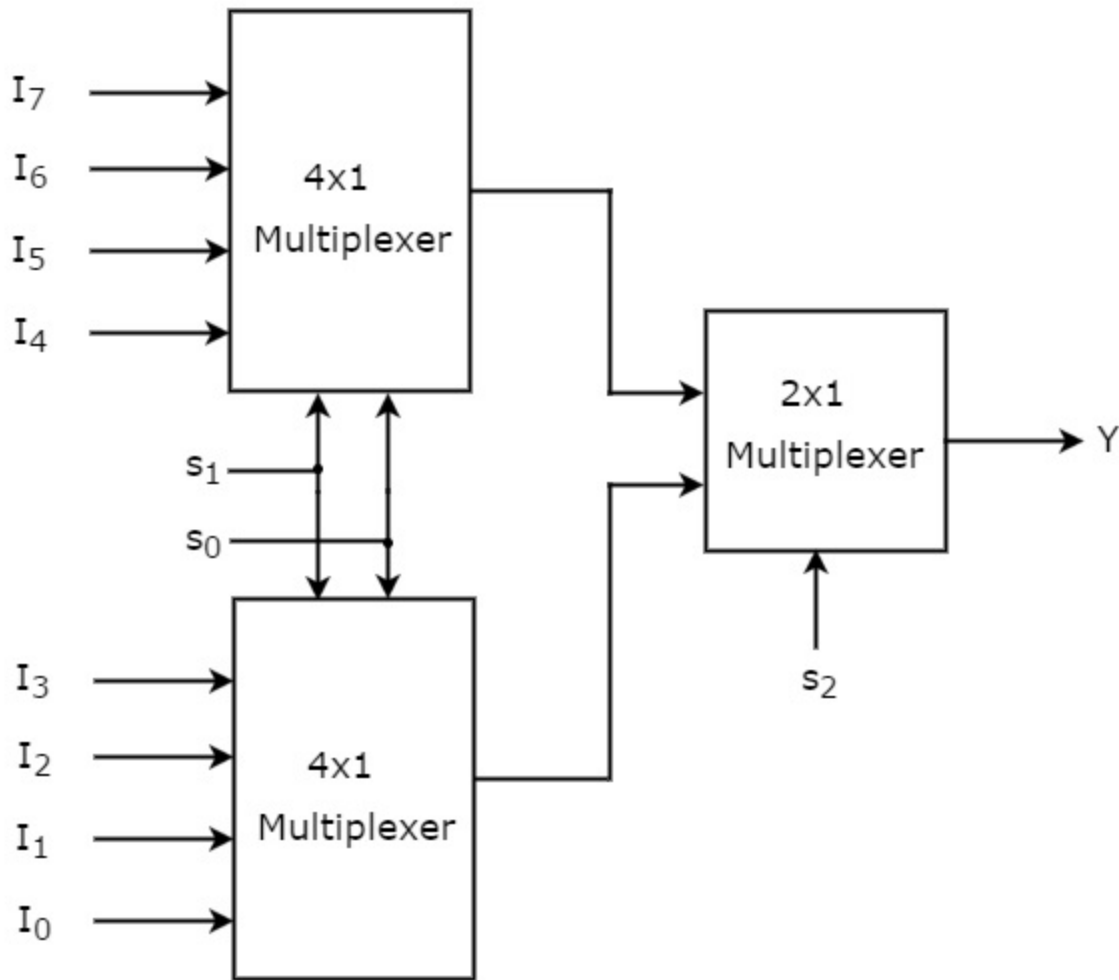 I₇
I₆
I₅
I₄
4x1
Multiplexer
s₁
s₀
I₃
I₂
I₁
I₀
4x1
Multiplexer
2x1
Multiplexer
s₂
Y